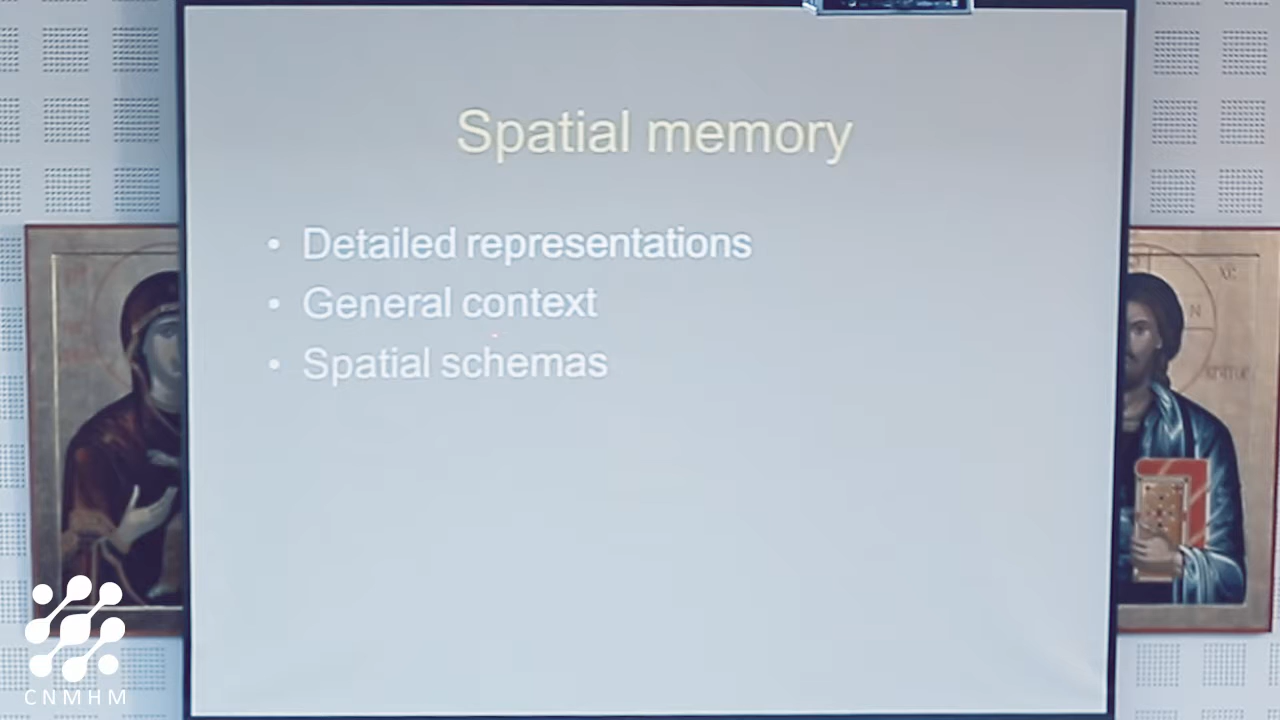 Spatial memory
• Detailed representations
• General context
• Spatial schemas
CNMHM